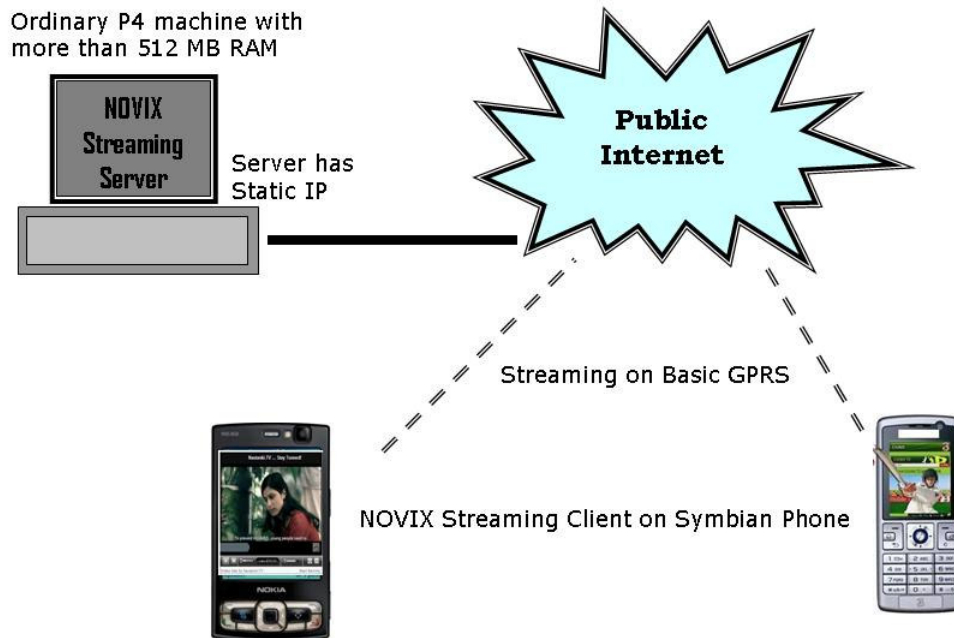 Ordinary P4 machine with
more than 512 MB RAM
NOVIX
Streaming
Server
Server has
Static IP
Public
Internet
Streaming on Basic GPRS
NOVIX Streaming Client on Symbian Phone
NOKIA